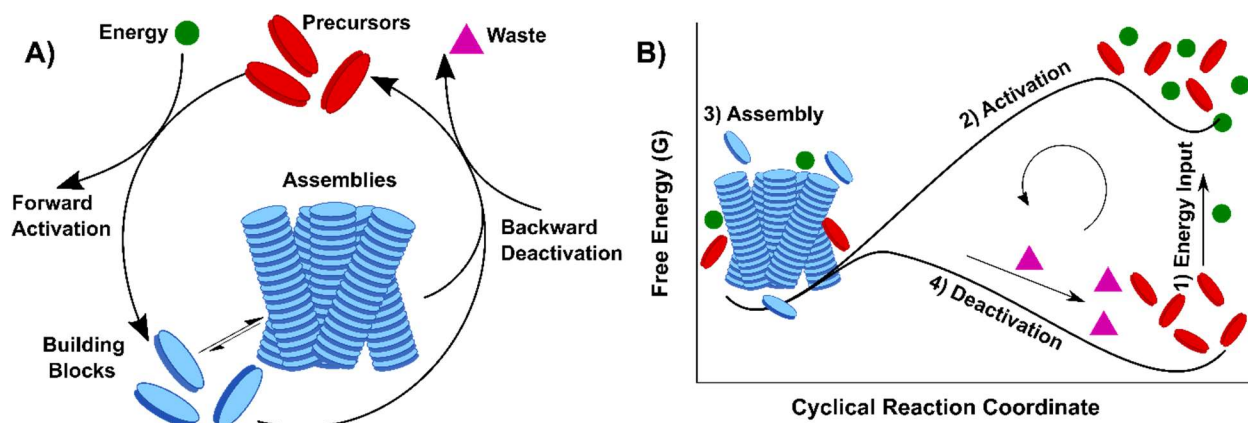 A)
Energy
Precursors
Waste
Forward
Activation
Assemblies
Backward
Deactivation
Building
Blocks
B)
Free Energy (G)
3) Assembly
2) Activation
1) Energy Input
4) Deactivation
Cyclical Reaction Coordinate